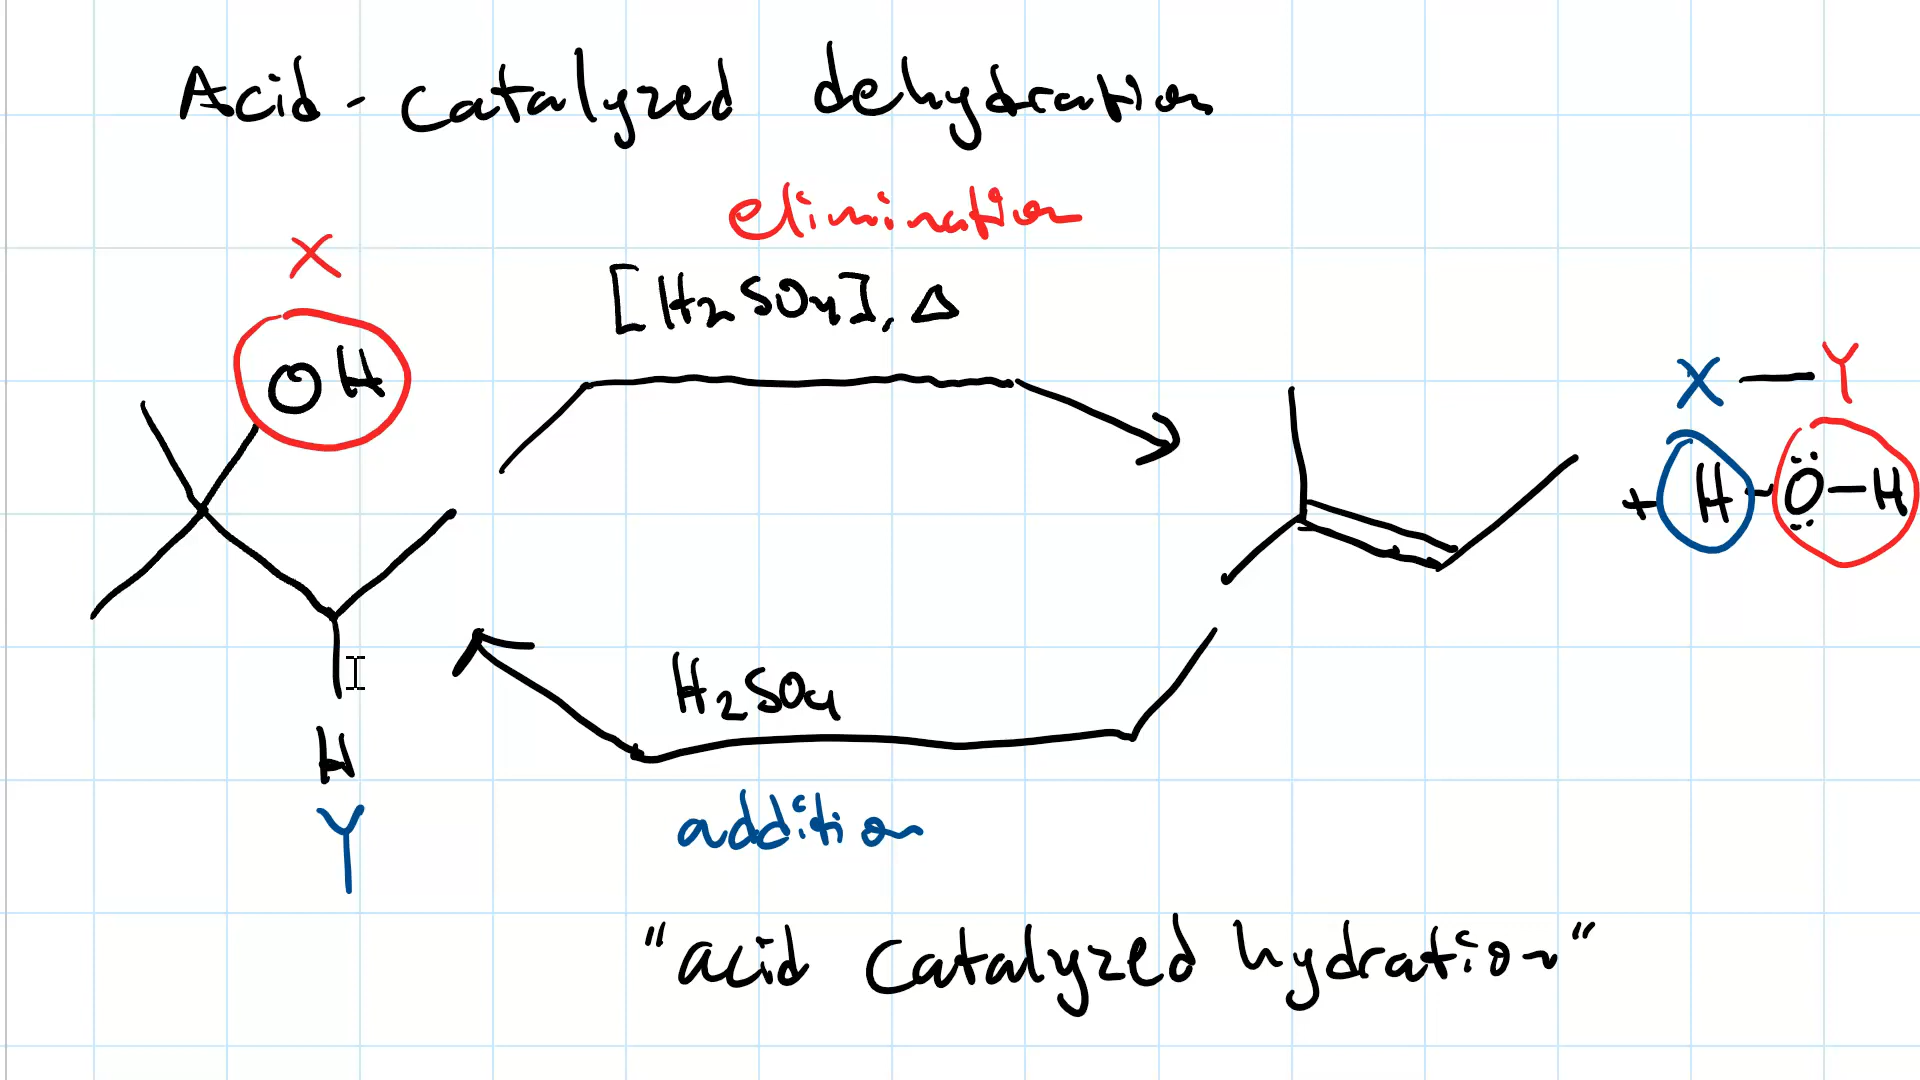 Acid-catalyzed dehydration
elimination
X
[H2SO4], Δ
OH
X — Y
+ H-Ö-H
H2SO4
H
Y
addition
"acid catalyzed hydration"